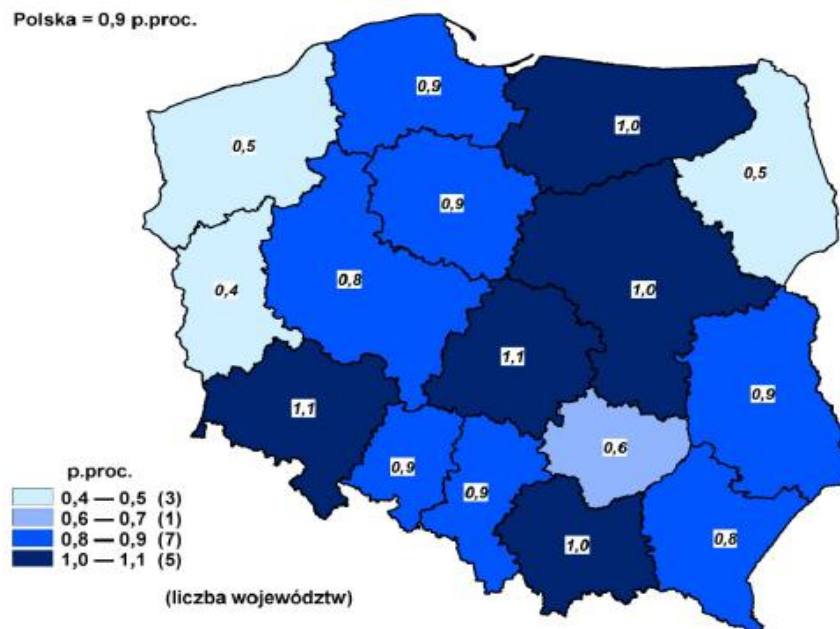 Polska = 0,9 p.proc.
0,9
1,0
0,5
0,5
0,9
0,8
0,4
1,0
1,1
1,1
0,9
0,6
0,9
0,9
1,0
0,8
p.proc.
0,4 — 0,5 (3)
0,6 — 0,7 (1)
0,8 — 0,9 (7)
1,0 — 1,1 (5)
(liczba województw)